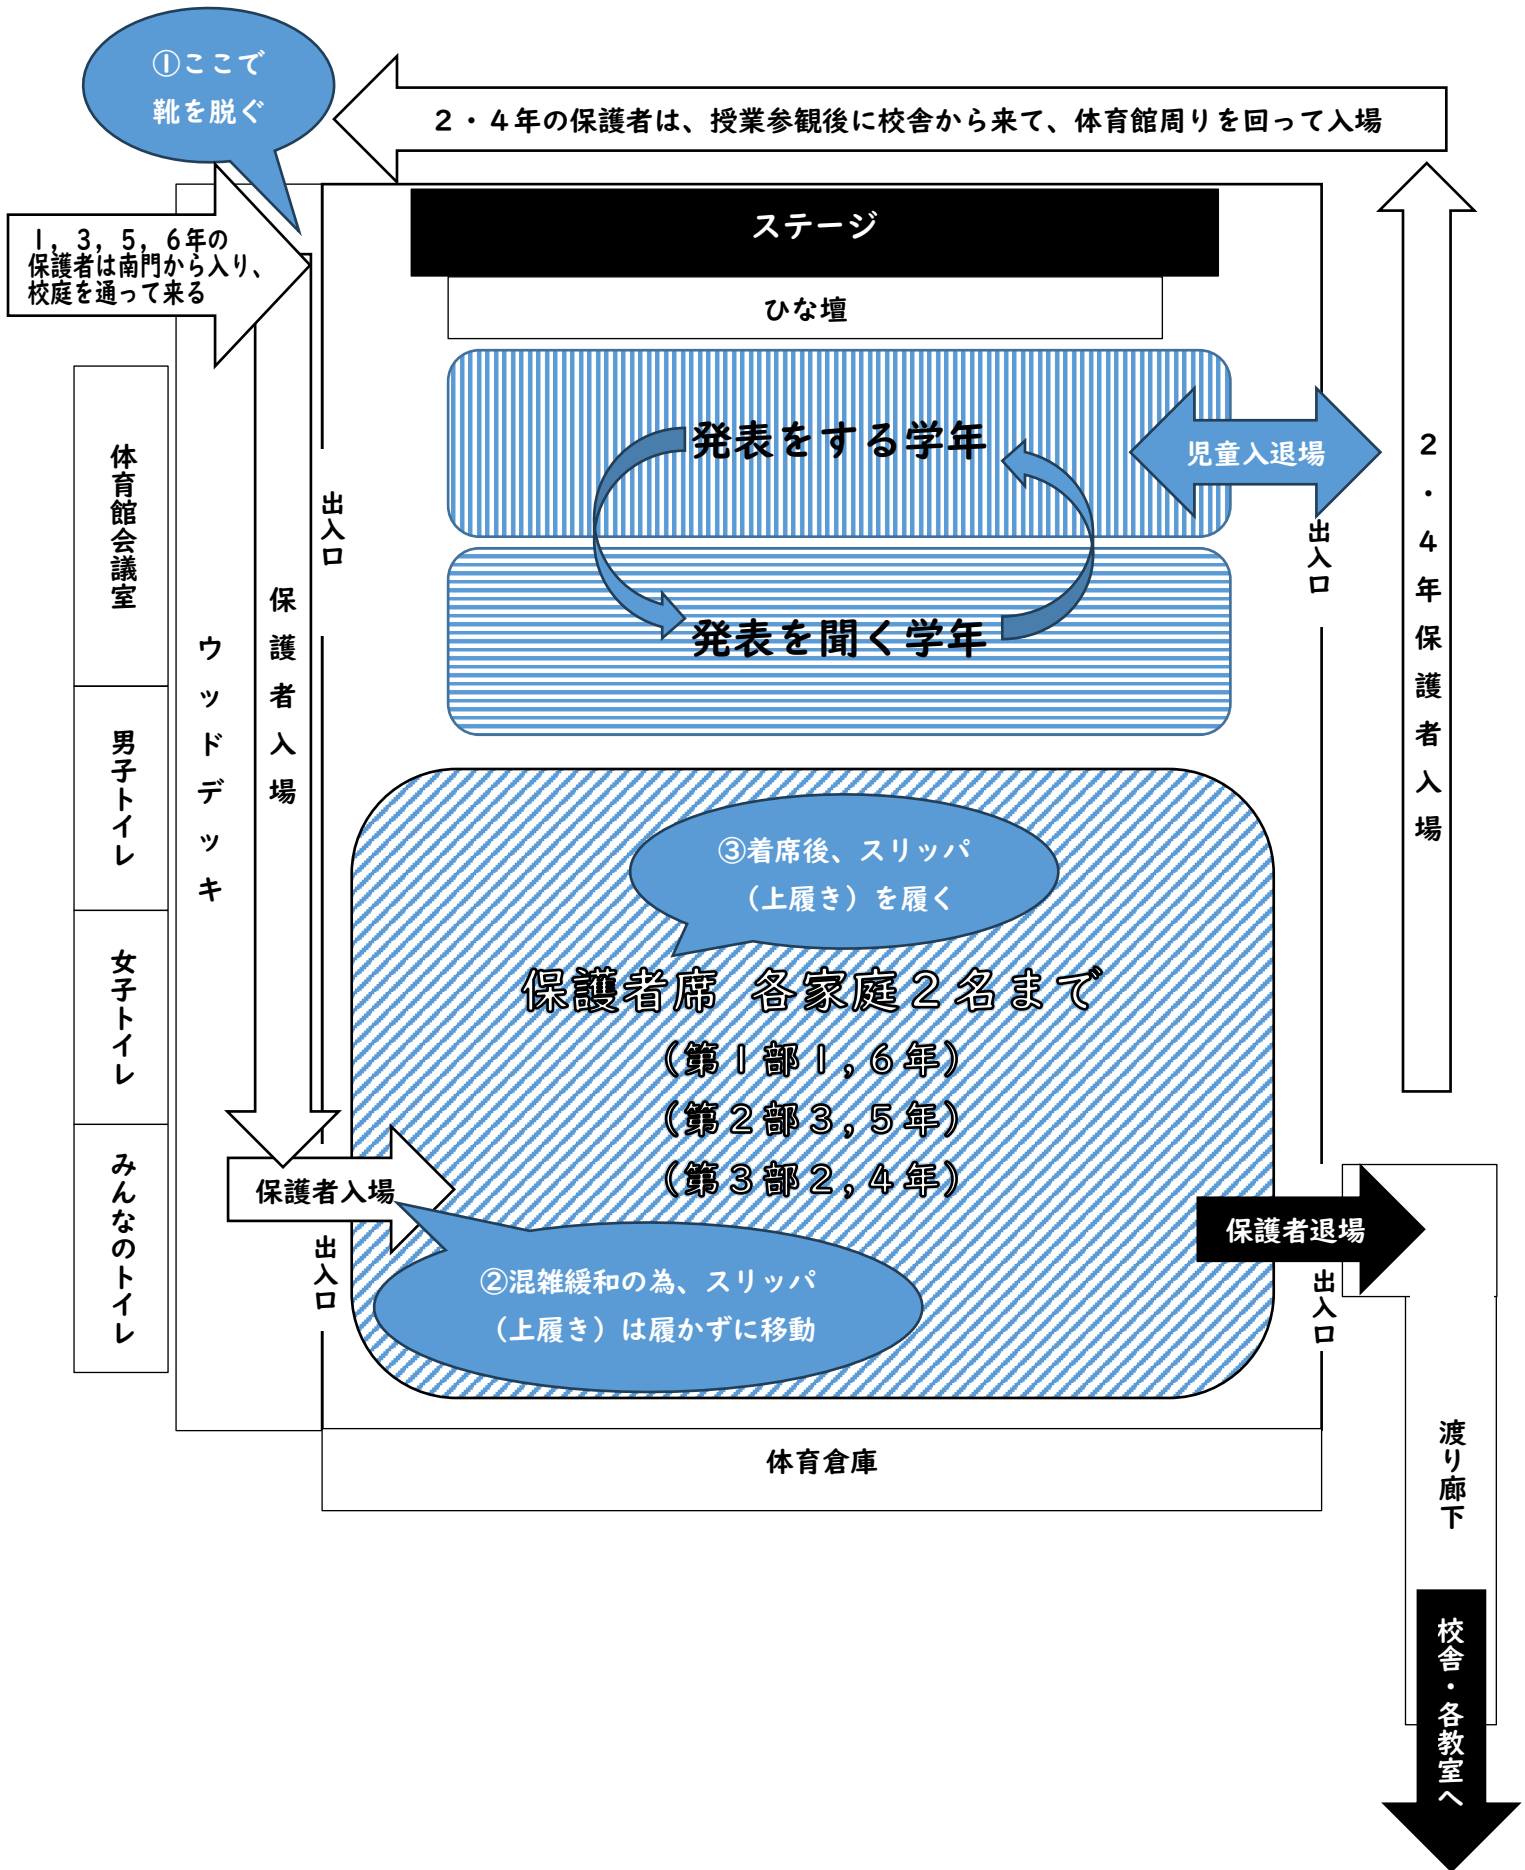 ①ここで
靴を脱ぐ
２・４年の保護者は、授業参観後に校舎から来て、体育館周りを回って入場
１，３，５，６年の
保護者は南門から入り、
校庭を通って来る
ステージ
ひな壇
発表をする学年
児童入退場
発表を聞く学年
出入口
出入口
２・４年保護者入場
体育館会議室
男子トイレ
女子トイレ
みんなのトイレ
ウッドデッキ
保護者入場
③着席後、スリッパ
（上履き）を履く
保護者席 各家庭２名まで
（第１部１,６年）
（第２部３,５年）
（第３部２,４年）
保護者入場
出入口
②混雑緩和の為、スリッパ
（上履き）は履かずに移動
保護者退場
出入口
体育倉庫
渡り廊下
校舎・各教室へ